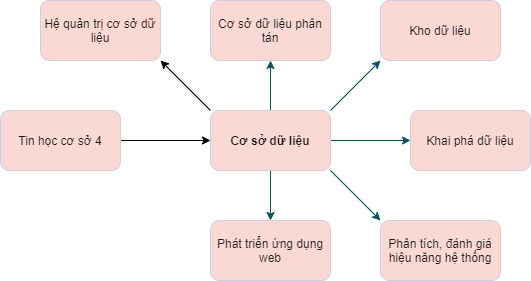 Hệ quản trị cơ sở dữ
liệu
Cơ sở dữ liệu phân
tán
Kho dữ liệu
Tin học cơ sở 4
Cơ sở dữ liệu
Khai phá dữ liệu
Phát triển ứng dụng
web
Phân tích, đánh giá
hiệu năng hệ thống